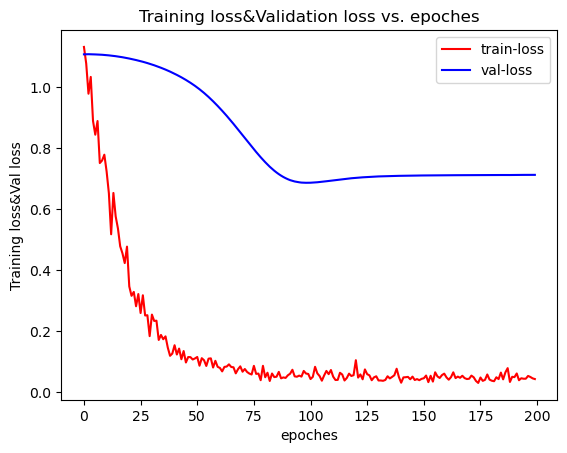 Training loss&Validation loss vs. epoches
train-loss
val-loss
Training loss&Val loss
1.0
0.8
0.6
0.4
0.2
0.0
0 25 50 75 100 125 150 175 200
epoches